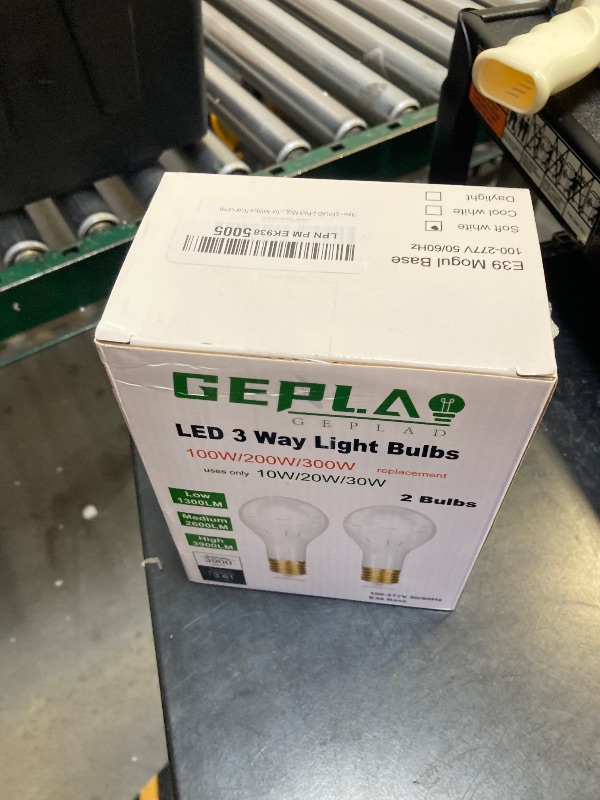 E39 Mogul Base
100-277V 50/60Hz
Soft white
Cool white
Daylight
LPN PM EK938 5005
GEPLA
GEPLAD
LED 3 Way Light Bulbs
100W/200W/300W replacement
uses only 10W/20W/30W
2 Bulbs
Low
1300LM
Medium
2600LM
High
3900LM
3900
100-277V 50/60Hz
E39 Base